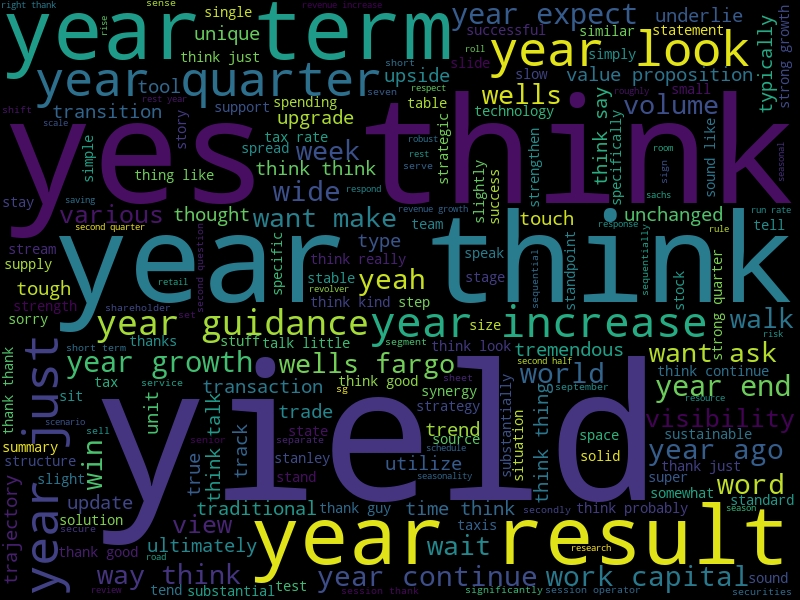 right thank
sense
revenue increase
year term
year expect
underlie
rise
single
successful
similar
statement
typically
strong growth
unique
think just
year look
roll
simply
slide
year quarter
tool
upside
short
seven
slow
value proposition
transition
support
spending
respect
wells
small
volume
shift
story
upgrade
table
technology
scale
rest year
tax rate
week
strategic
robust
strengthen
think say
specifically
sound like
room
seasonal
simple
spread
rest
sign
yes think
thing like
think think
serve
slightly
success
stay
saving
respond
sachs
various
thought
wide
want make
revenue growth
touch
unchanged
run rate
second quarter
team
response
rule
tell
stream
second question
type
year think
speak
standpoint
sequential
sequentially
supply
specific
think really
yeah
stage
stock
strong quarter
tough
retail
stable
revolver
strength
shareholder
think kind
step
sorry
set
year guidance
year increase
size
walk
risk
thanks
stuff
talk little
segment
think look
tremendous
want ask
short term
year growth
wells fargo
second half
thank thank
year just
tax
service
transaction
think good
sheet
september
world
think continue
sit
sg
synergy
year end
scenario
unit
trade
strategy
substantially
resource
sell
state
separate
visibility
summary
win
true
think talk
track
senior
trend
source
situation
think thing
space
sustainable
structure
stanley
schedule
solid
year ago
slight
yield
stand
utilize
seasonality
thank just
somewhat
super
word
trajectory
update
traditional
thank guy
time think
secondly
think probably
standard
season
solution
secure
view
taxis
year result
thank good
road
ultimately
wait
research
way think
year continue
work capital
sound
review
tend
substantial
test
session thank
significantly
session operator
securities